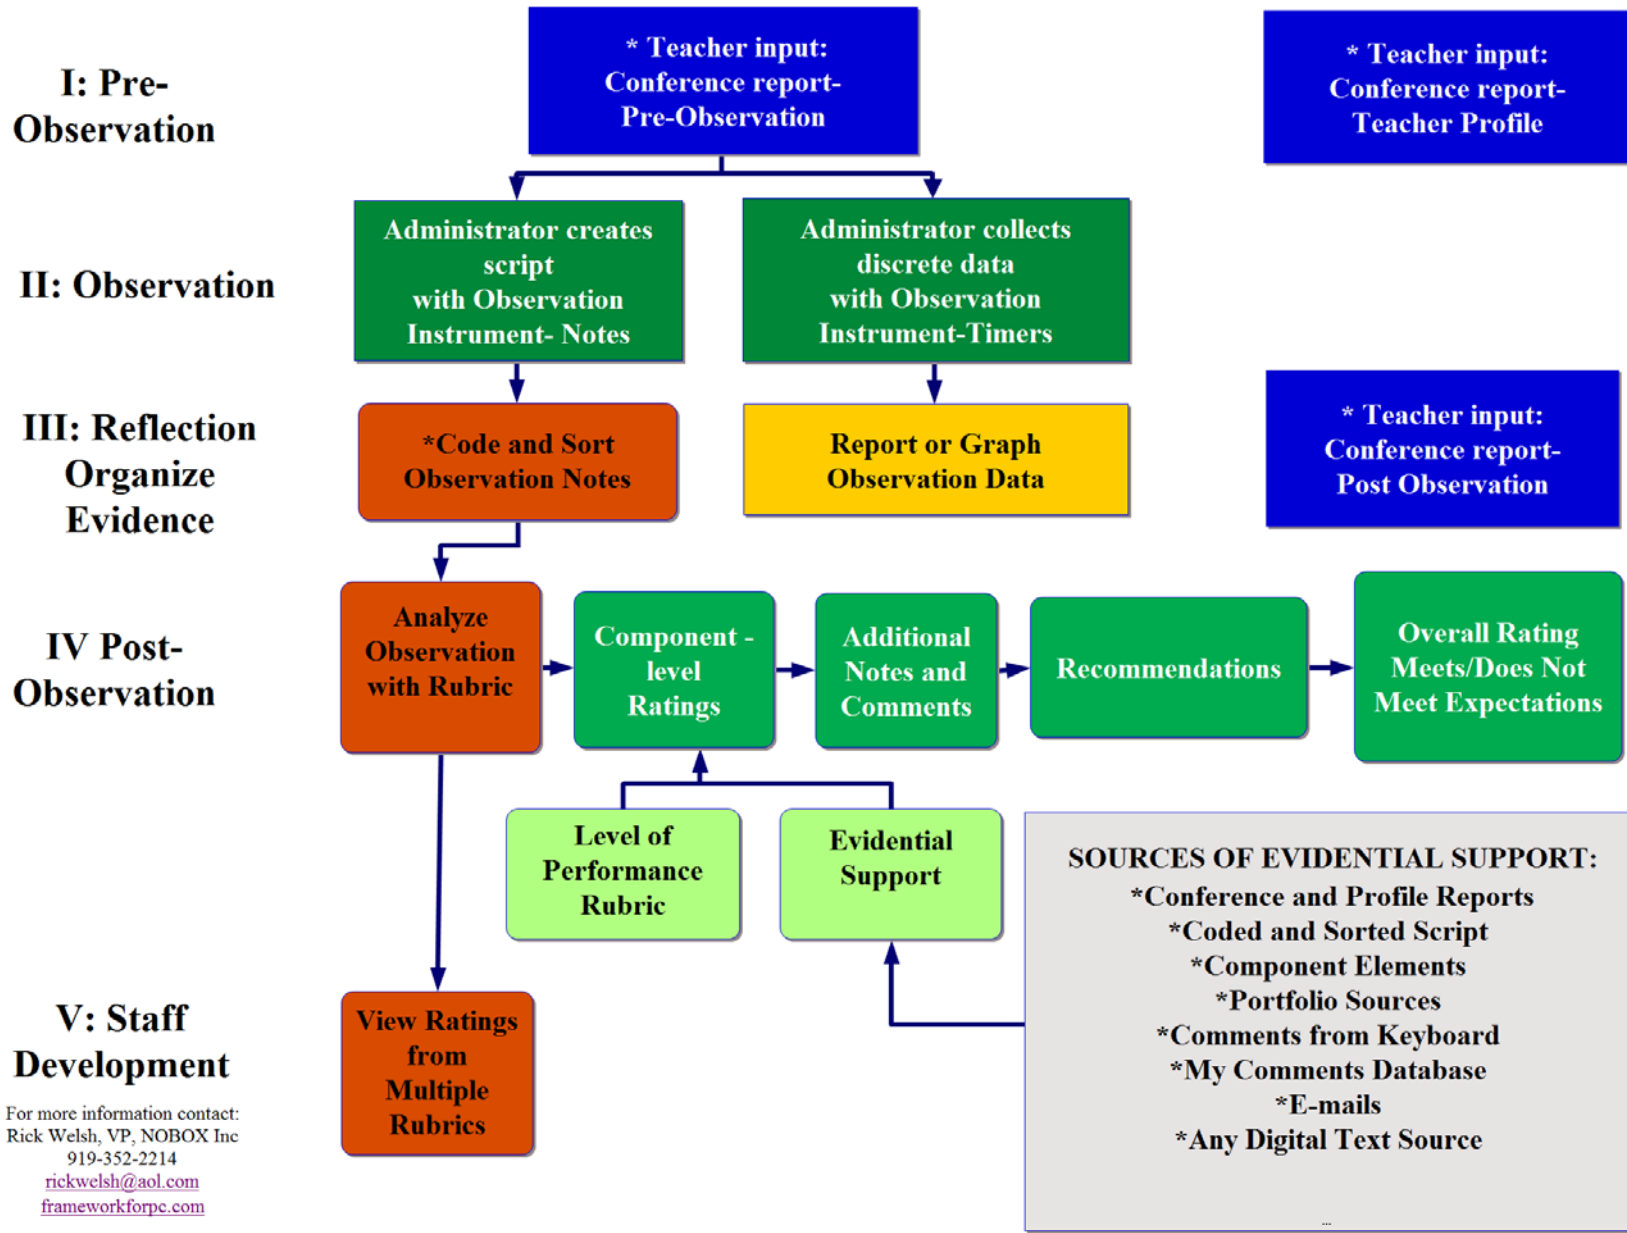 I: Pre-
Observation
* Teacher input:
Conference report-
Pre-Observation
* Teacher input:
Conference report-
Teacher Profile
II: Observation
Administrator creates
script
with Observation
Instrument- Notes
Administrator collects
discrete data
with Observation
Instrument-Timers
III: Reflection
Organize
Evidence
*Code and Sort
Observation Notes
Report or Graph
Observation Data
* Teacher input:
Conference report-
Post Observation
IV Post-
Observation
Analyze
Observation
with Rubric
Component -
level
Ratings
Additional
Notes and
Comments
Recommendations
Overall Rating
Meets/Does Not
Meet Expectations
Level of
Performance
Rubric
Evidential
Support
SOURCES OF EVIDENTIAL SUPPORT:
*Conference and Profile Reports
*Coded and Sorted Script
*Component Elements
*Portfolio Sources
*Comments from Keyboard
*My Comments Database
*E-mails
*Any Digital Text Source
...
V: Staff
Development
View Ratings
from
Multiple
Rubrics
For more information contact:
Rick Welsh, VP, NOBOX Inc
919-352-2214
rickwelsh@aol.com
frameworkforpc.com